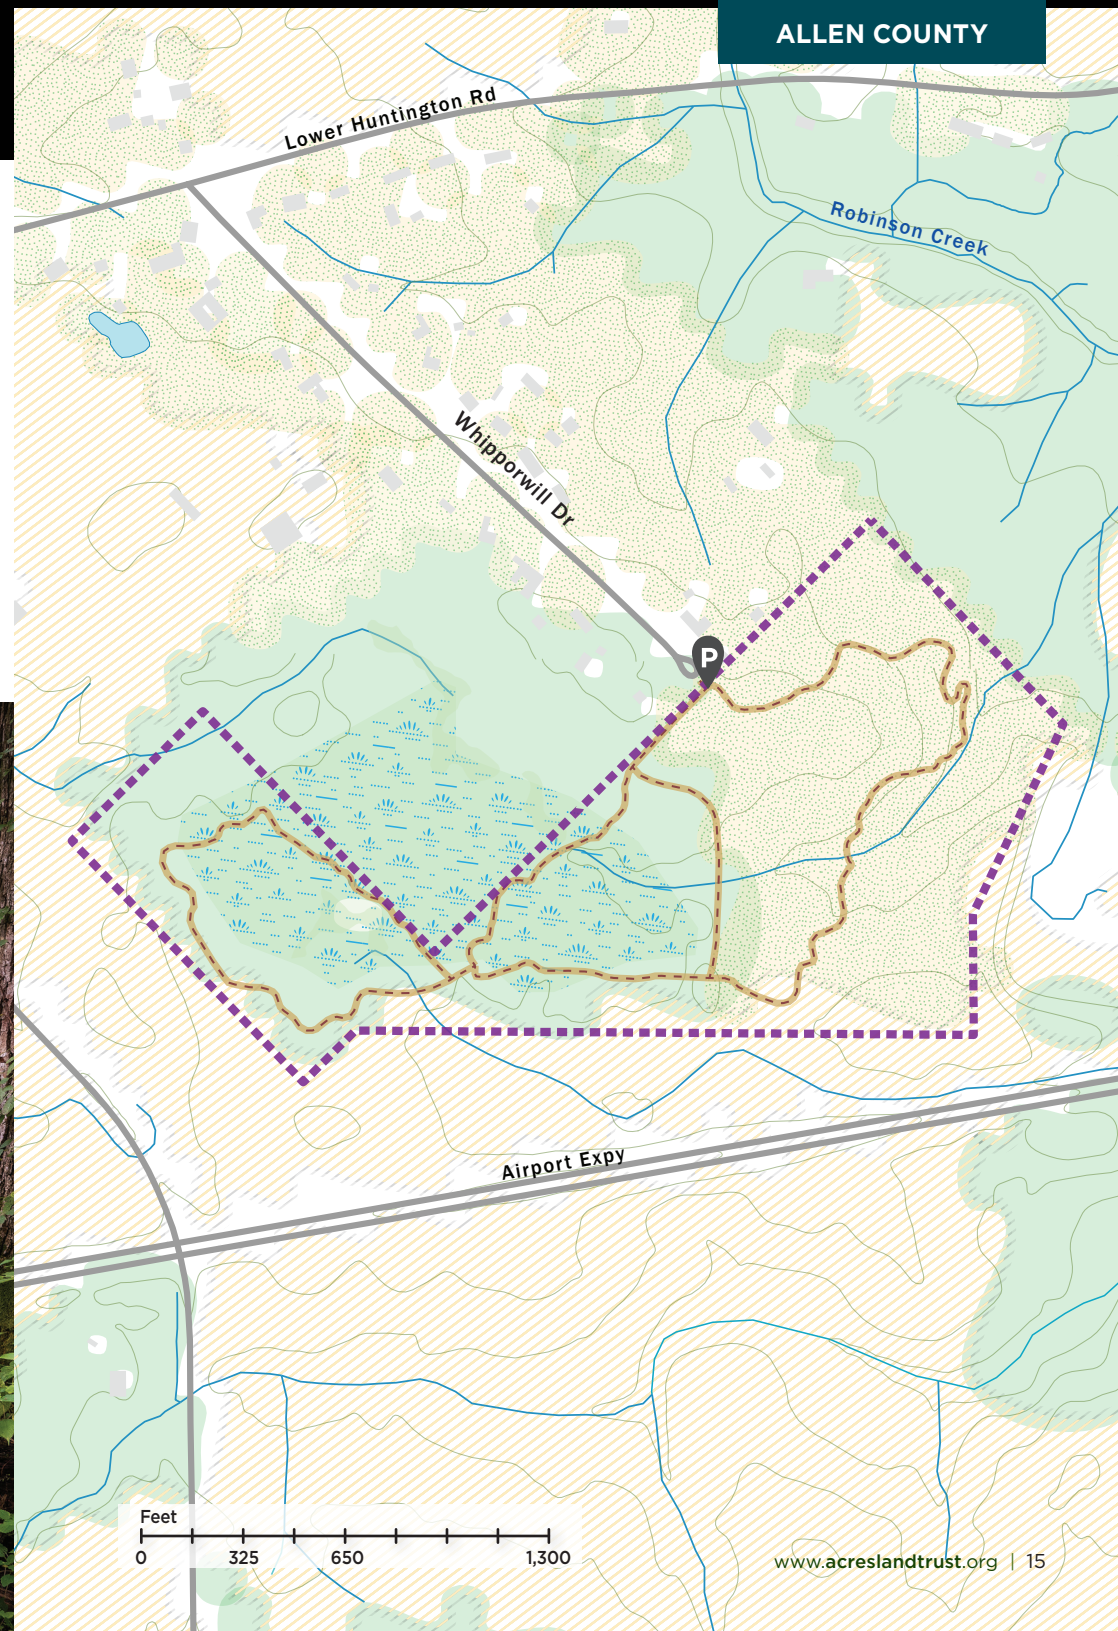 ALLEN COUNTY
Lower Huntington Rd
Robinson Creek
Whipporwill Dr
P
Airport Expy
Feet
0 325 650 1,300
www.acreslandtrust.org | 15